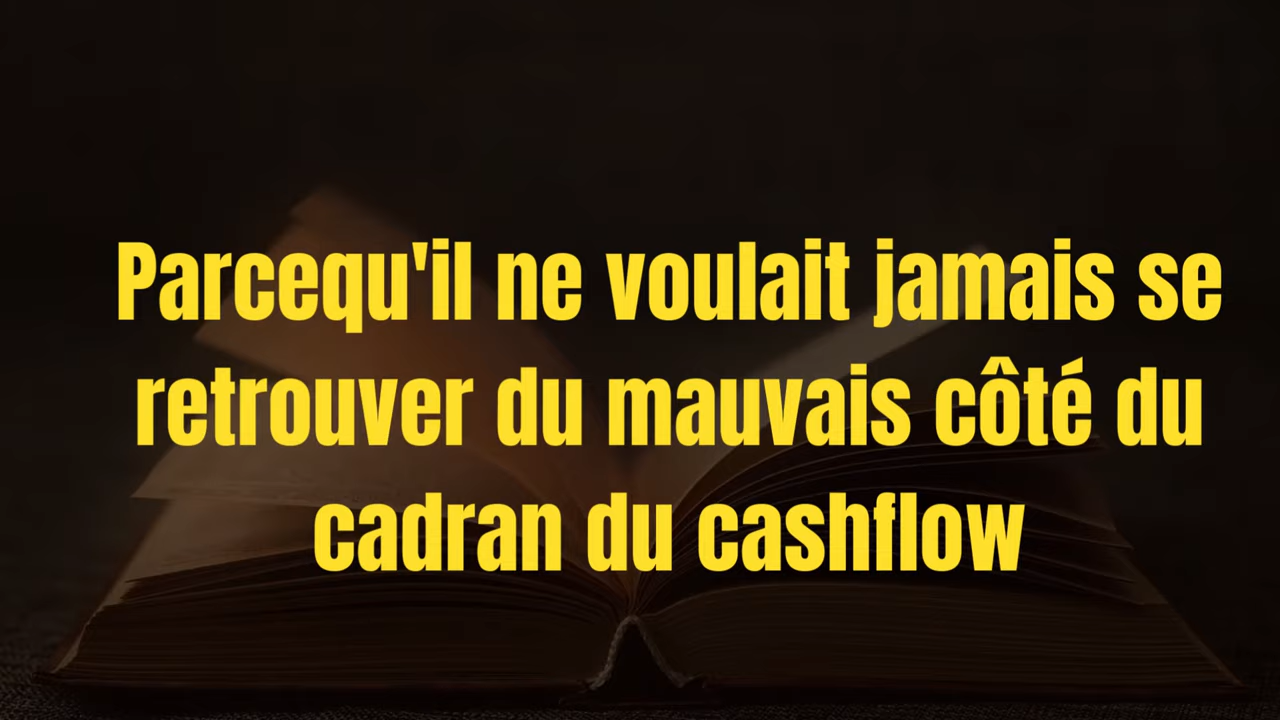 Parcequ'il ne voulait jamais se
retrouver du mauvais côté du
cadran du cashflow